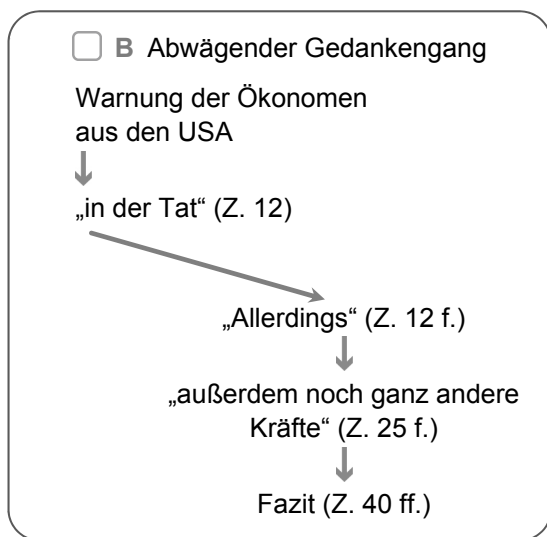 B Abwägender Gedankengang
Warnung der Ökonomen
aus den USA
„in der Tat“ (Z. 12)
„Allerdings“ (Z. 12 f.)
„außerdem noch ganz andere
Kräfte“ (Z. 25 f.)
Fazit (Z. 40 ff.)